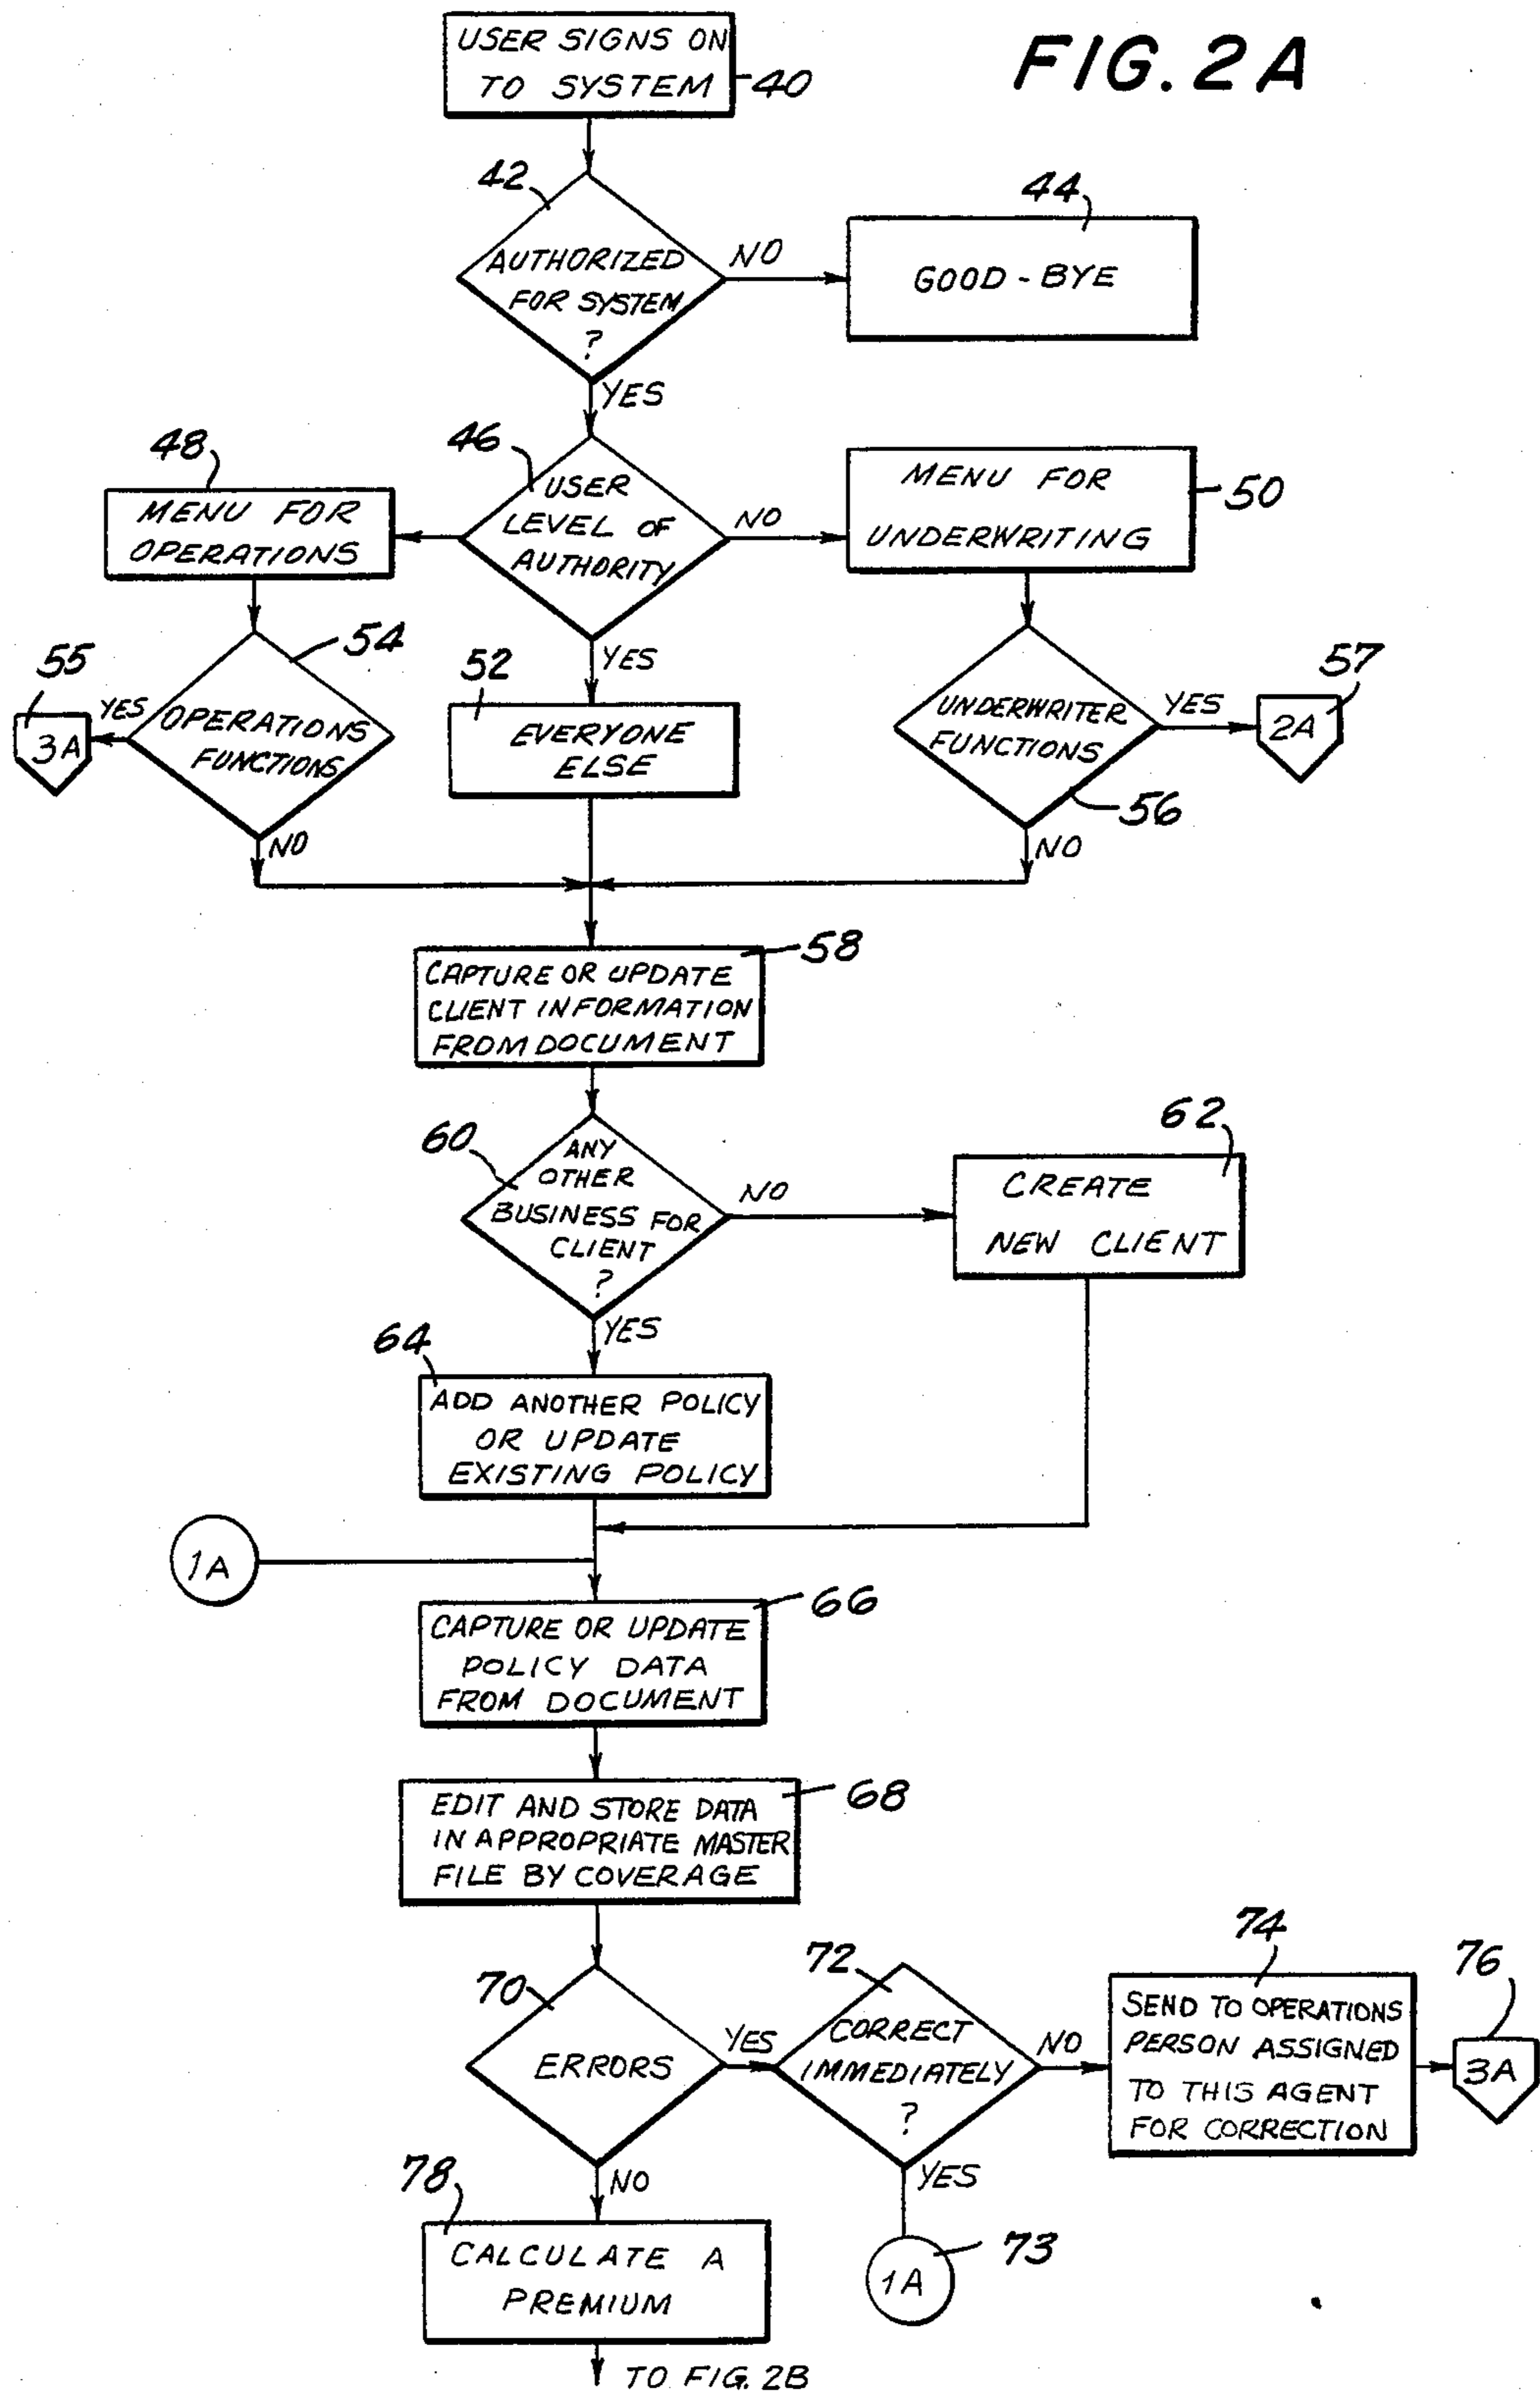 FIG. 2A
USER SIGNS ON
TO SYSTEM
40
42
AUTHORIZED
FOR SYSTEM
?
NO
44
GOOD-BYE
YES
46
USER
LEVEL OF
AUTHORITY
48
MENU FOR
OPERATIONS
NO
MENU FOR
UNDERWRITING
50
YES
52
EVERYONE
ELSE
54
OPERATIONS
FUNCTIONS
YES
55
3A
NO
UNDERWRITER
FUNCTIONS
56
YES
57
2A
NO
58
CAPTURE OR UPDATE
CLIENT INFORMATION
FROM DOCUMENT
60
ANY
OTHER
BUSINESS FOR
CLIENT
?
NO
62
CREATE
NEW CLIENT
YES
64
ADD ANOTHER POLICY
OR UPDATE
EXISTING POLICY
1A
66
CAPTURE OR UPDATE
POLICY DATA
FROM DOCUMENT
68
EDIT AND STORE DATA
IN APPROPRIATE MASTER
FILE BY COVERAGE
70
ERRORS
YES
72
CORRECT
IMMEDIATELY
?
NO
74
SEND TO OPERATIONS
PERSON ASSIGNED
TO THIS AGENT
FOR CORRECTION
76
3A
YES
73
1A
NO
78
CALCULATE A
PREMIUM
TO FIG. 2B